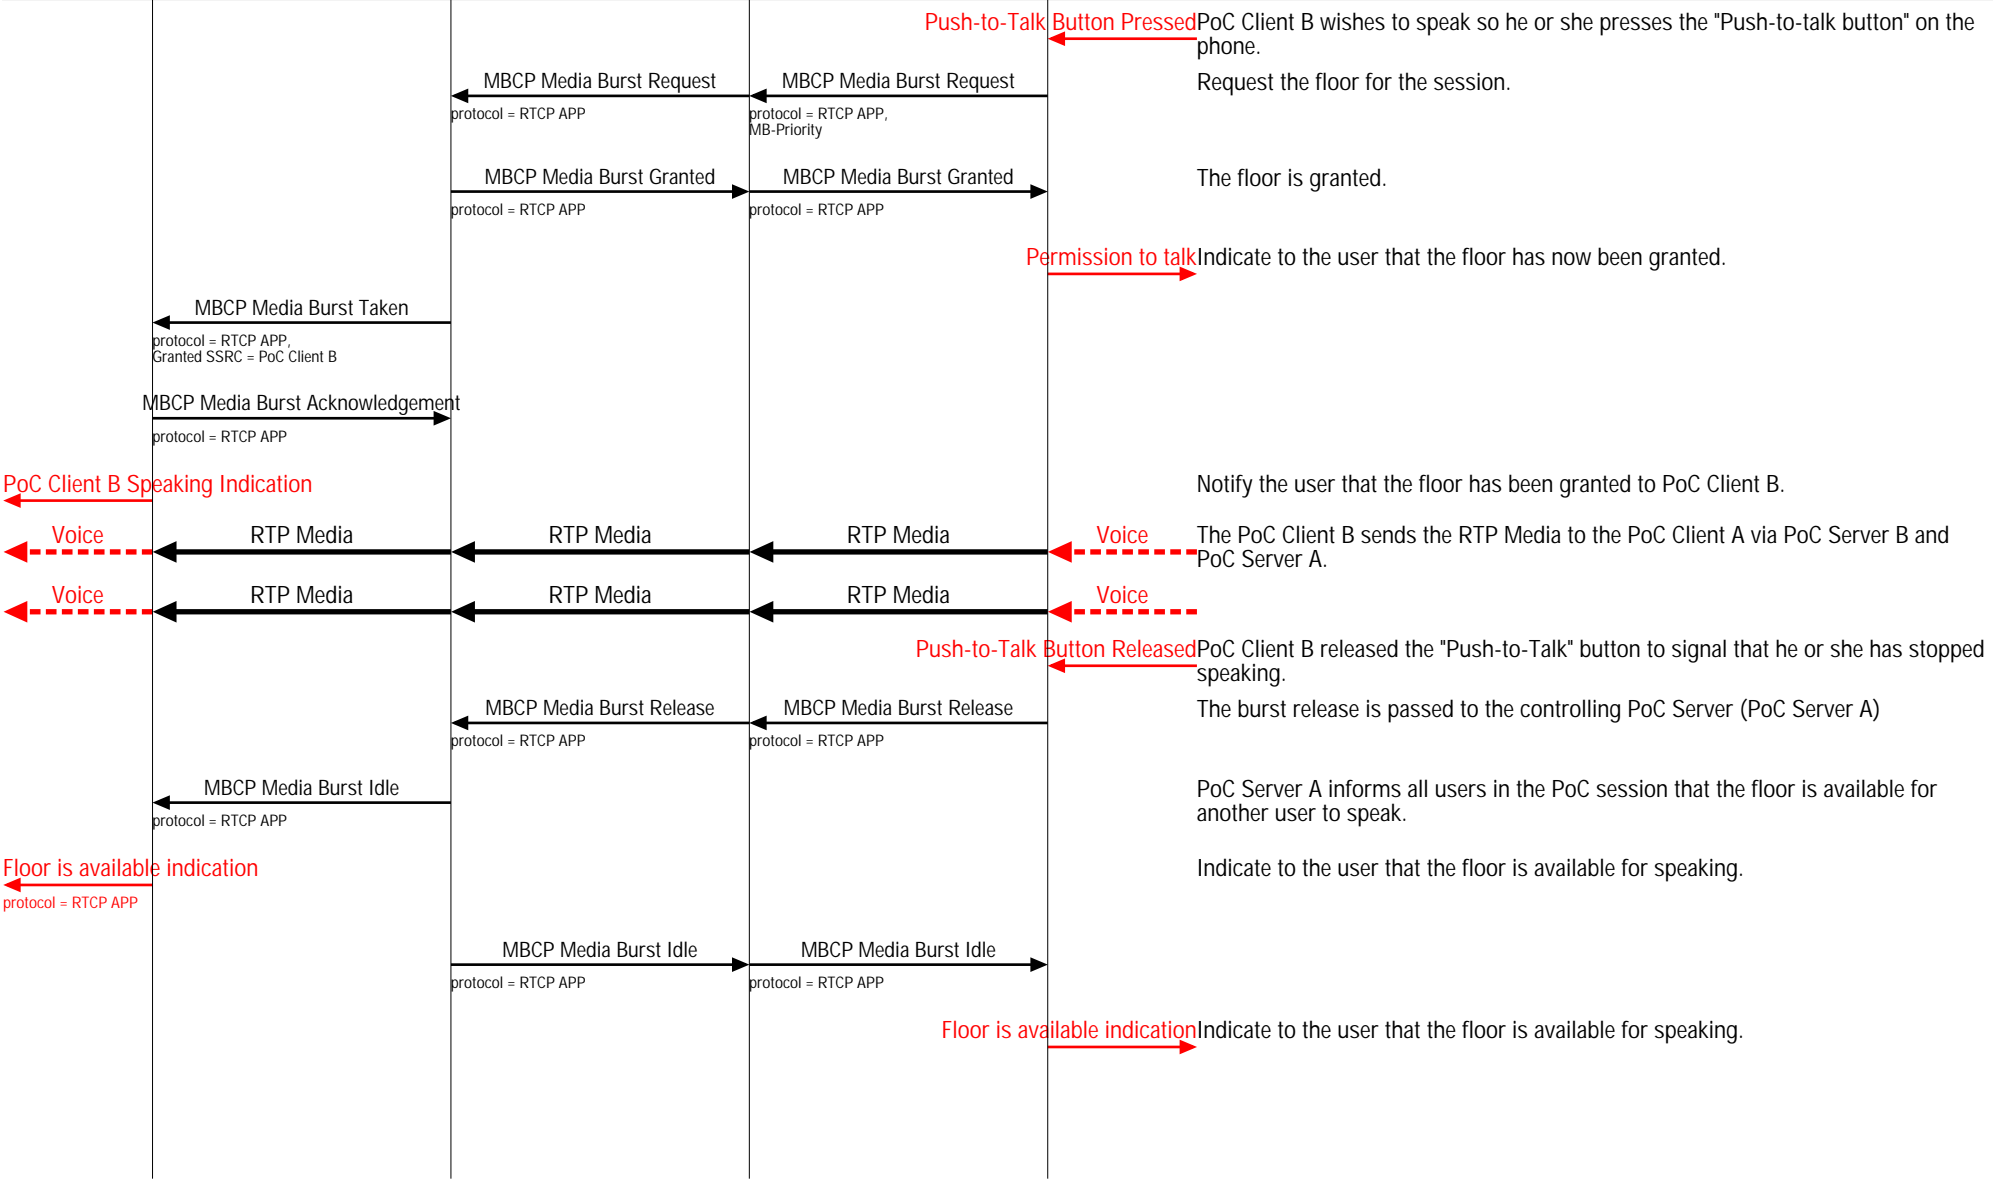 Push-to-Talk Button Pressed
PoC Client B wishes to speak so he or she presses the "Push-to-talk button" on the
phone.
MBCP Media Burst Request
MBCP Media Burst Request
Request the floor for the session.
protocol = RTCP APP
protocol = RTCP APP,
MB-Priority
MBCP Media Burst Granted
MBCP Media Burst Granted
The floor is granted.
protocol = RTCP APP
protocol = RTCP APP
Permission to talk
Indicate to the user that the floor has now been granted.
MBCP Media Burst Taken
protocol = RTCP APP,
Granted SSRC = PoC Client B
MBCP Media Burst Acknowledgement
protocol = RTCP APP
PoC Client B Speaking Indication
Notify the user that the floor has been granted to PoC Client B.
Voice
RTP Media
RTP Media
RTP Media
Voice
The PoC Client B sends the RTP Media to the PoC Client A via PoC Server B and
PoC Server A.
Voice
RTP Media
RTP Media
RTP Media
Voice
Push-to-Talk Button Released
PoC Client B released the "Push-to-Talk" button to signal that he or she has stopped
speaking.
MBCP Media Burst Release
MBCP Media Burst Release
The burst release is passed to the controlling PoC Server (PoC Server A)
protocol = RTCP APP
protocol = RTCP APP
MBCP Media Burst Idle
PoC Server A informs all users in the PoC session that the floor is available for
another user to speak.
protocol = RTCP APP
Floor is available indication
Indicate to the user that the floor is available for speaking.
protocol = RTCP APP
MBCP Media Burst Idle
MBCP Media Burst Idle
protocol = RTCP APP
protocol = RTCP APP
Floor is available indication
Indicate to the user that the floor is available for speaking.